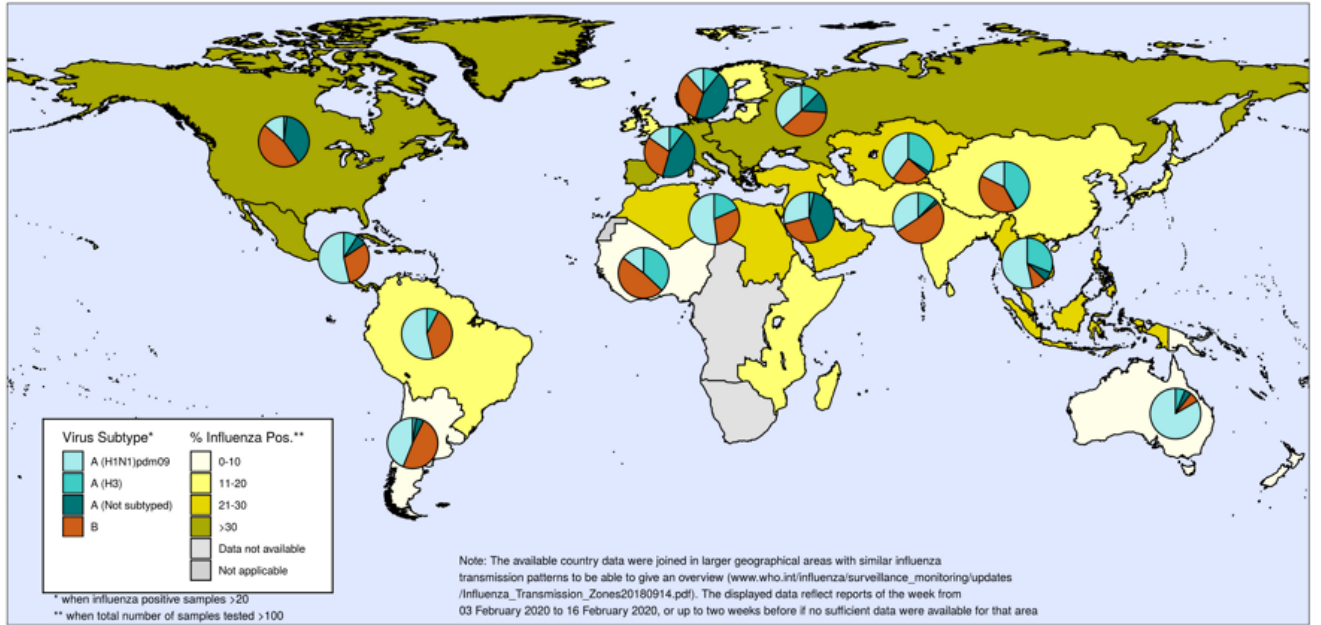 Virus Subtype*
A (H1N1)pdm09
A (H3)
A (Not subtyped)
B
% Influenza Pos.**
0-10
11-20
21-30
>30
Data not available
Not applicable
* when influenza positive samples >20
** when total number of samples tested >100
Note: The available country data were joined in larger geographical areas with similar influenza
transmission patterns to be able to give an overview (www.who.int/influenza/surveillance_monitoring/updates
/Influenza_Transmission_Zones20180914.pdf). The displayed data reflect reports of the week from
03 February 2020 to 16 February 2020, or up to two weeks before if no sufficient data were available for that area